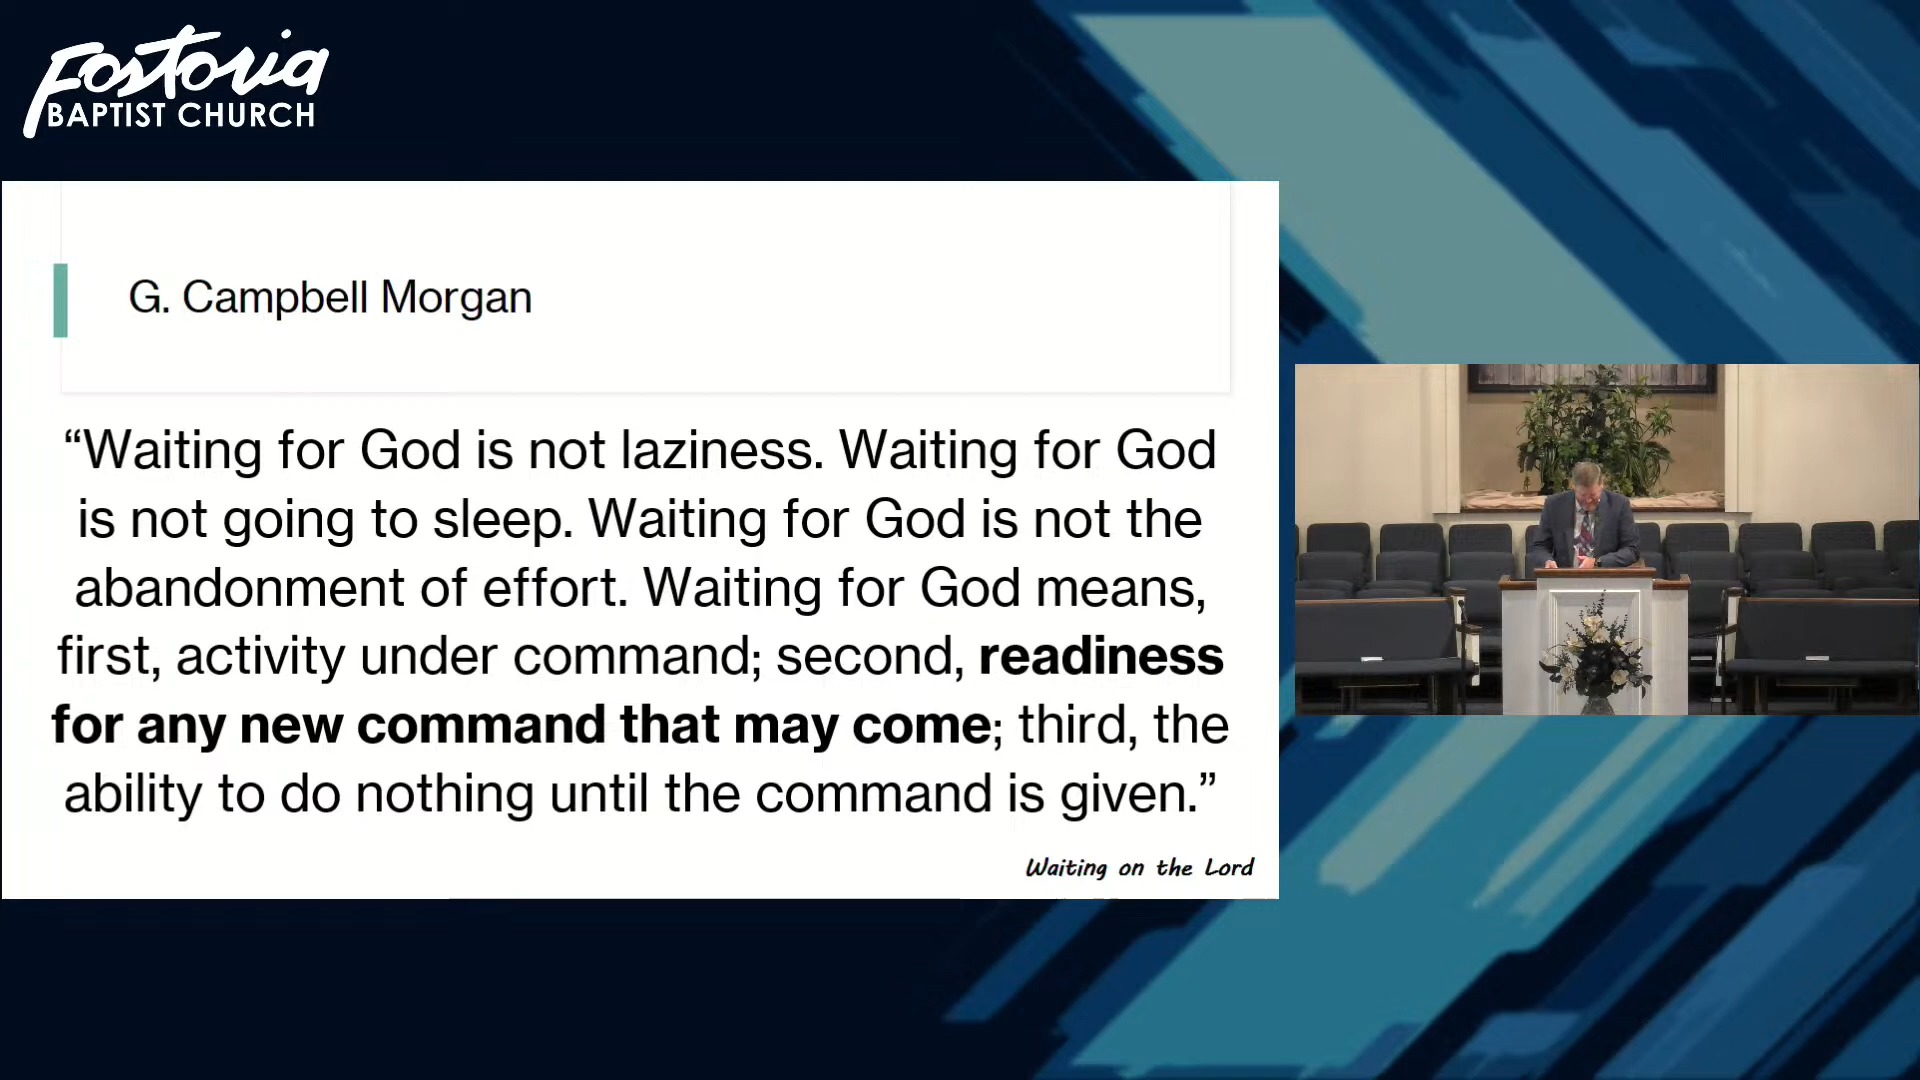 Fostoria
BAPTIST CHURCH
G. Campbell Morgan
“Waiting for God is not laziness. Waiting for God
is not going to sleep. Waiting for God is not the
abandonment of effort. Waiting for God means,
first, activity under command; second, readiness
for any new command that may come; third, the
ability to do nothing until the command is given.”
Waiting on the Lord